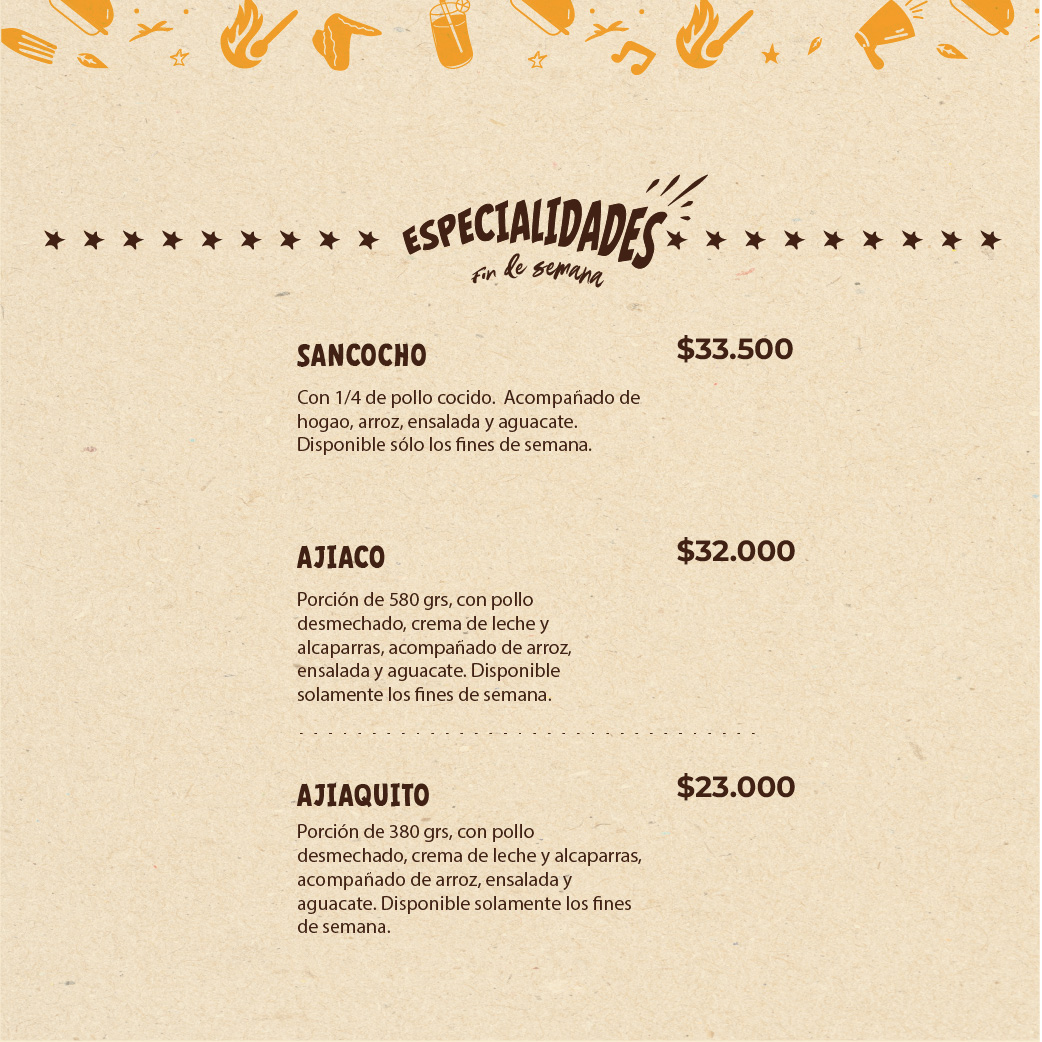 ESPECIALIDADES
Fin de semana
SANCOCHO
$33.500
Con 1/4 de pollo cocido.  Acompañado de
hogao, arroz, ensalada y aguacate.
Disponible sólo los fines de semana.
AJIACO
$32.000
Porción de 580 grs, con pollo
desmechado, crema de leche y
alcaparras, acompañado de arroz,
ensalada y aguacate. Disponible
solamente los fines de semana.
AJIAQUITO
$23.000
Porción de 380 grs, con pollo
desmechado, crema de leche y alcaparras,
acompañado de arroz, ensalada y
aguacate. Disponible solamente los fines
de semana.